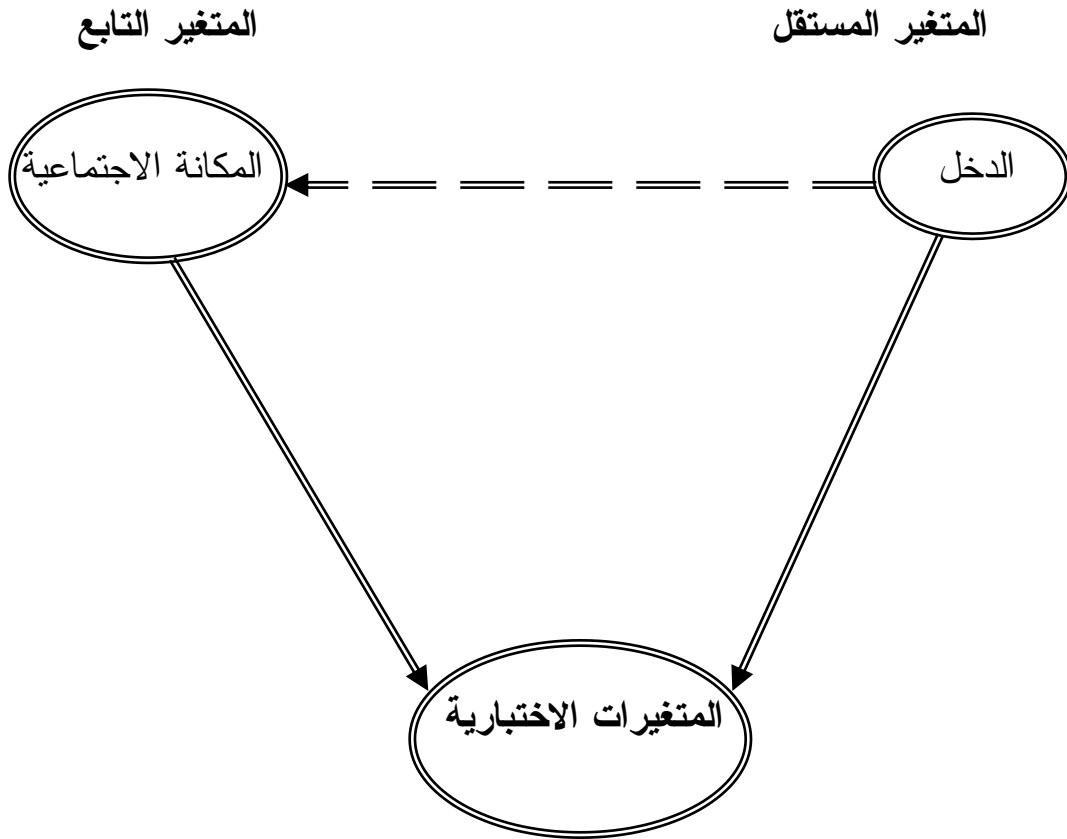 المتغير المستقل
المتغير التابع
الدخل
المكانة الاجتماعية
المتغيرات الاختبارية